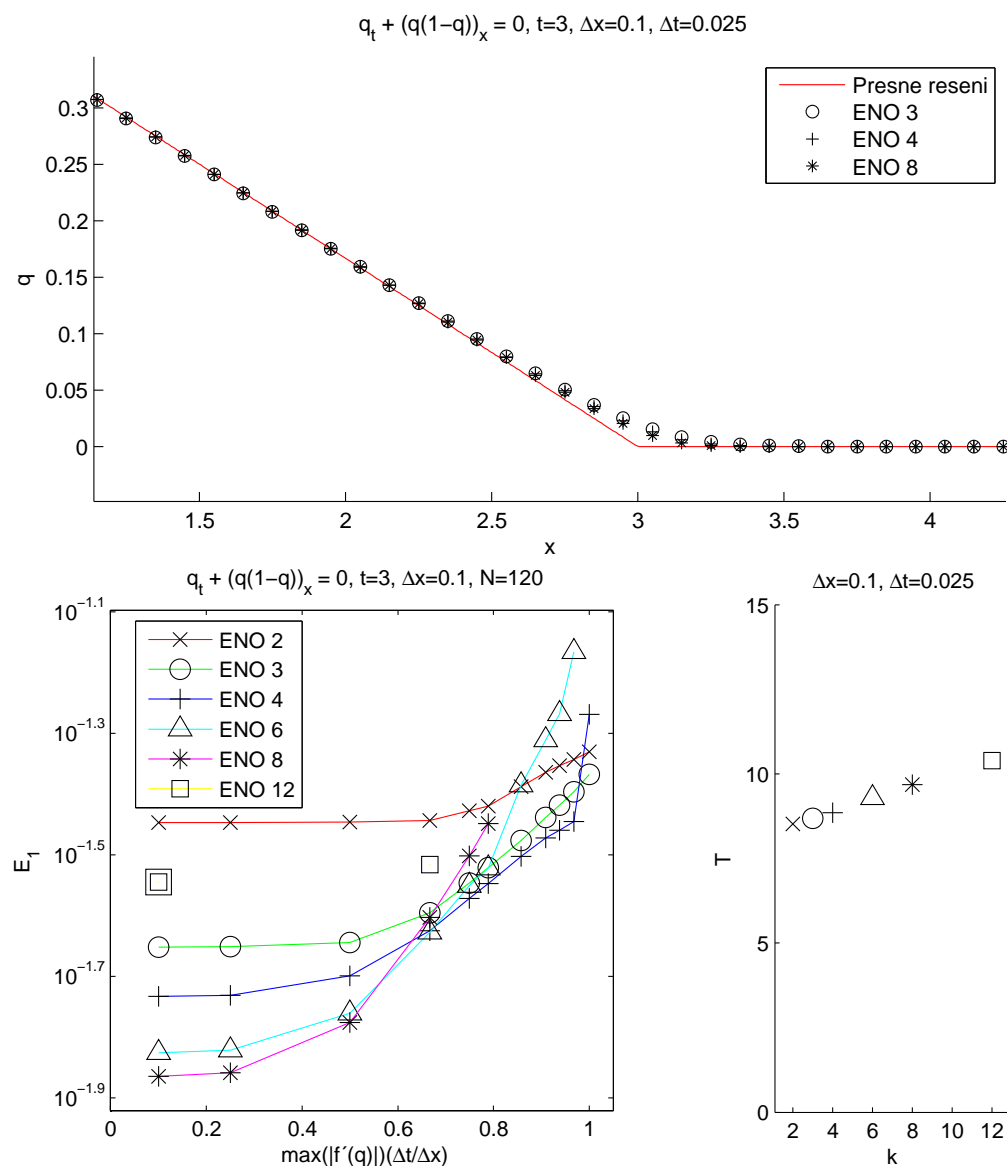 q_t + (q(1−q))_x = 0, t=3, Δx=0.1, Δt=0.025
Presne reseni
ENO 3
ENO 4
ENO 8
0.3
0.25
0.2
0.15
0.1
0.05
0
q
1.5
2
2.5
3
3.5
4
x
q_t + (q(1−q))_x = 0, t=3, Δx=0.1, N=120
10^−1.1
10^−1.3
10^−1.5
10^−1.7
10^−1.9
E_1
ENO 2
ENO 3
ENO 4
ENO 6
ENO 8
ENO 12
0
0.2
0.4
0.6
0.8
1
max(|f´(q)|)(Δt/Δx)
Δx=0.1, Δt=0.025
15
10
5
0
T
2
4
6
8
10
12
k